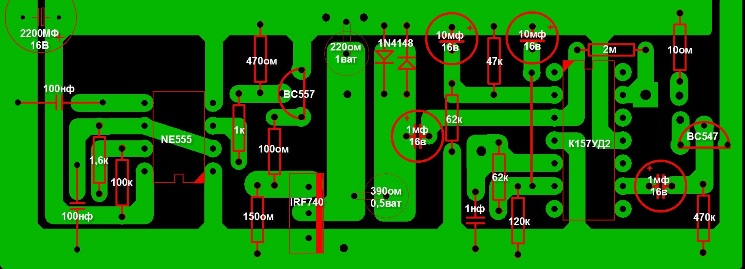 2200МФ
16В
100нф
1,6к
100к
100нф
NE555
470ом
1к
BC557
100ом
150ом
IRF740
220ом
1ват
390ом
0,5ват
1N4148
10мф
16в
47к
10мф
16в
1мф
16в
62к
62к
1нф
120к
2м
К157УД2
10ом
BC547
1мф
16в
470к